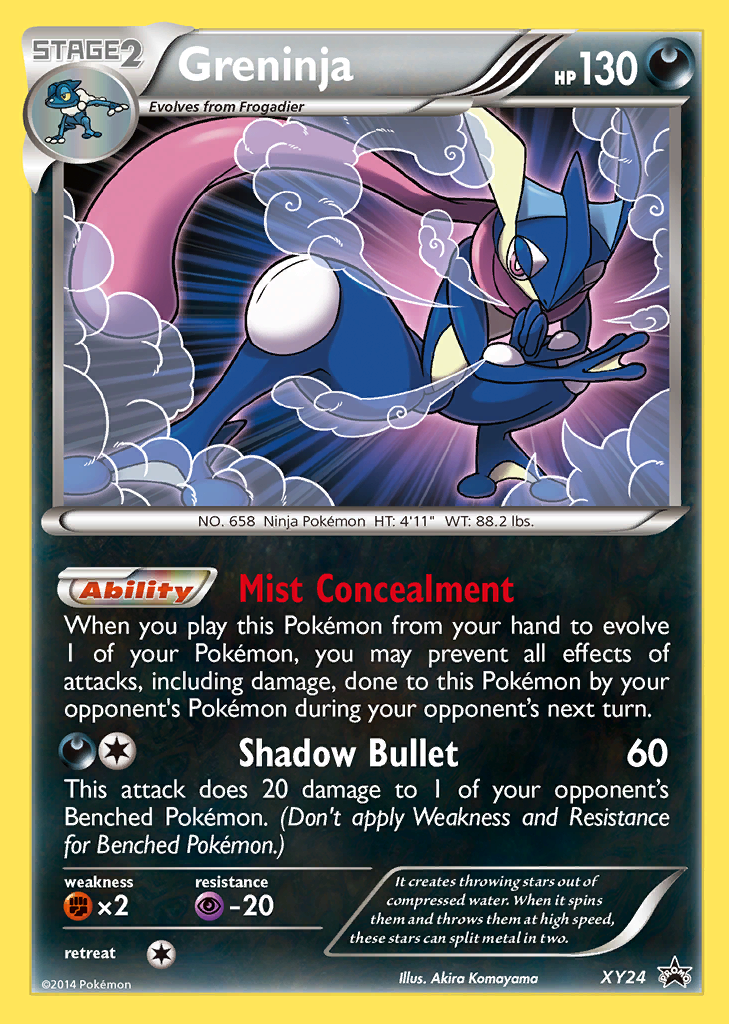 STAGE2
Greninja
HP130
Evolves from Frogadier
NO. 658 Ninja Pokémon HT: 4'11" WT: 88.2 lbs.
Ability Mist Concealment
When you play this Pokémon from your hand to evolve
1 of your Pokémon, you may prevent all effects of
attacks, including damage, done to this Pokémon by your
opponent's Pokémon during your opponent’s next turn.
Shadow Bullet 60
This attack does 20 damage to 1 of your opponent’s
Benched Pokémon. (Don't apply Weakness and Resistance
for Benched Pokémon.)
weakness resistance
×2 -20
retreat
It creates throwing stars out of
compressed water. When it spins
them and throws them at high speed,
these stars can split metal in two.
©2014 Pokémon
Illus. Akira Komayama
XY24 PROMO